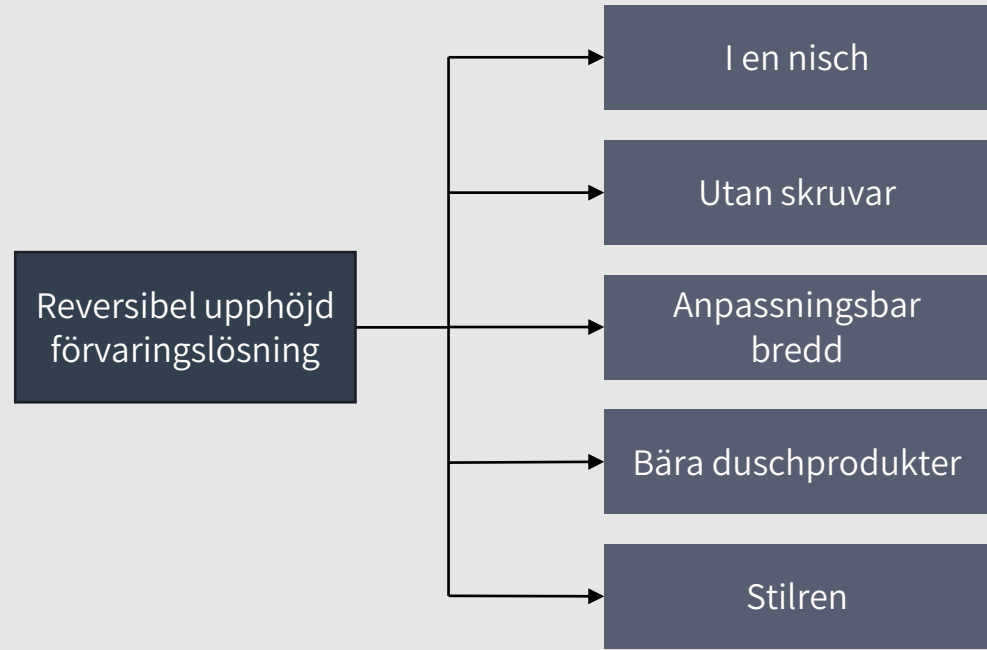 I en nisch
Utan skruvar
Reversibel upphöjd
förvaringslösning
Anpassningsbar
bredd
Bära duschprodukter
Stilren